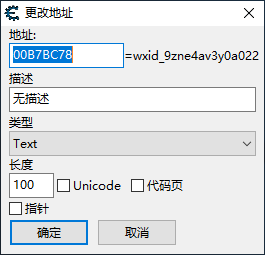 更改地址
地址:
00B7BC78 =wxid_9zne4av3y0a022
描述
无描述
类型
Text
长度
100 Unicode 代码页
指针
确定 取消